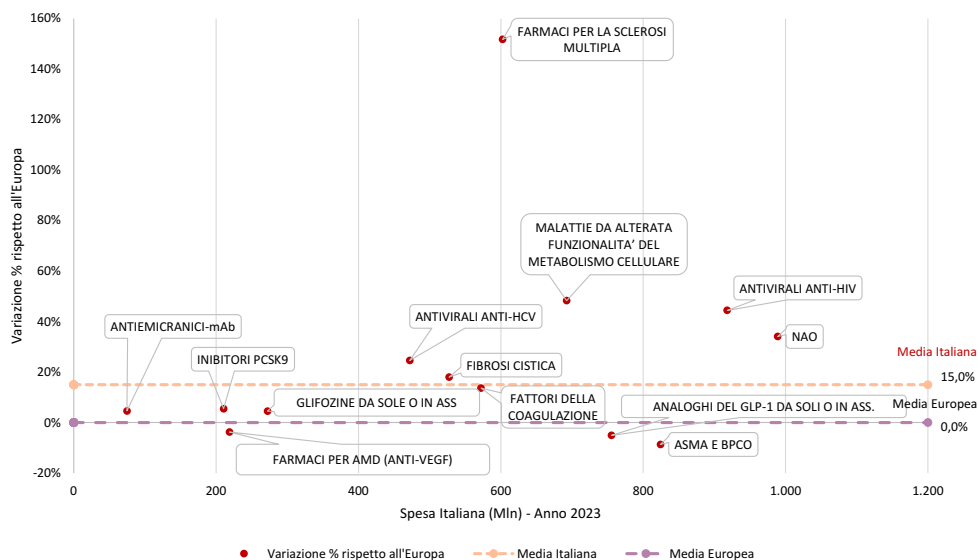 160%
140%
120%
100%
80%
60%
40%
20%
0%
-20%
Variazione % rispetto all'Europa
FARMACI PER LA SCLEROSI
MULTIPLA
MALATTIE DA ALTERATA
FUNZIONALITA’ DEL
METABOLISMO CELLULARE
ANTIVIRALI ANTI-HIV
ANTIVIRALI ANTI-HCV
ANTIEMICRANICI-mAb
NAO
INIBITORI PCSK9
FIBROSI CISTICA
Media Italiana
15,0%
GLIFOZINE DA SOLE O IN ASS
FATTORI DELLA
COAGULAZIONE
ANALOGHI DEL GLP-1 DA SOLI O IN ASS.
Media Europea
0,0%
FARMACI PER AMD (ANTI-VEGF)
ASMA E BPCO
0
200
400
600
800
1.000
1.200
Spesa Italiana (Mln) - Anno 2023
Variazione % rispetto all'Europa
Media Italiana
Media Europea